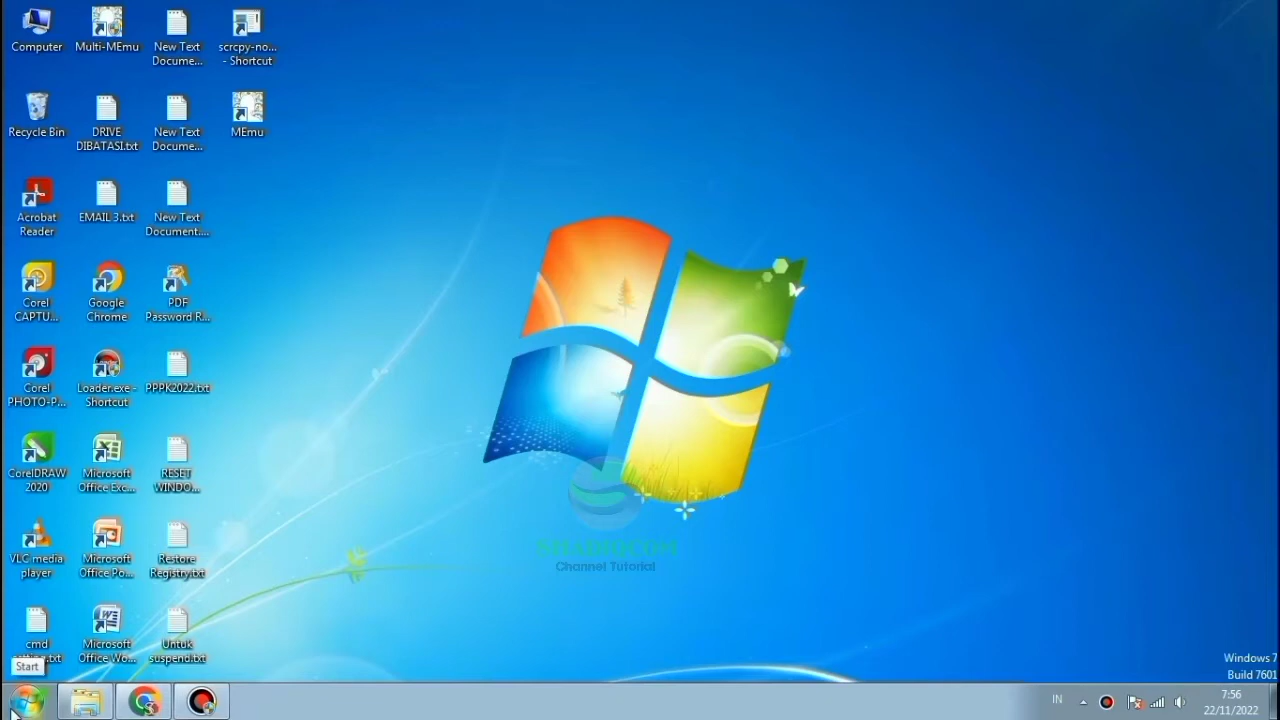 Computer
Multi-MEmu
New Text
Docume...
scrcpy-no...
- Shortcut
Recycle Bin
DRIVE
DIBATASI.txt
New Text
Docume...
MEmu
Acrobat
Reader
EMAIL 3.txt
New Text
Document....
Corel
CAPTU...
Google
Chrome
PDF
Password R...
Corel
PHOTO-P...
Loader.exe -
Shortcut
PPPK2022.txt
CorelDRAW
2020
Microsoft
Office Exc...
RESET
WINDO...
VLC media
player
Microsoft
Office Po...
Restore
Registry.txt
Channel Tutorial
cmd
Microsoft
Office Wo...
Untuk
suspend.txt
Start
Windows 7
Build 7601
IN
7:56
22/11/2022